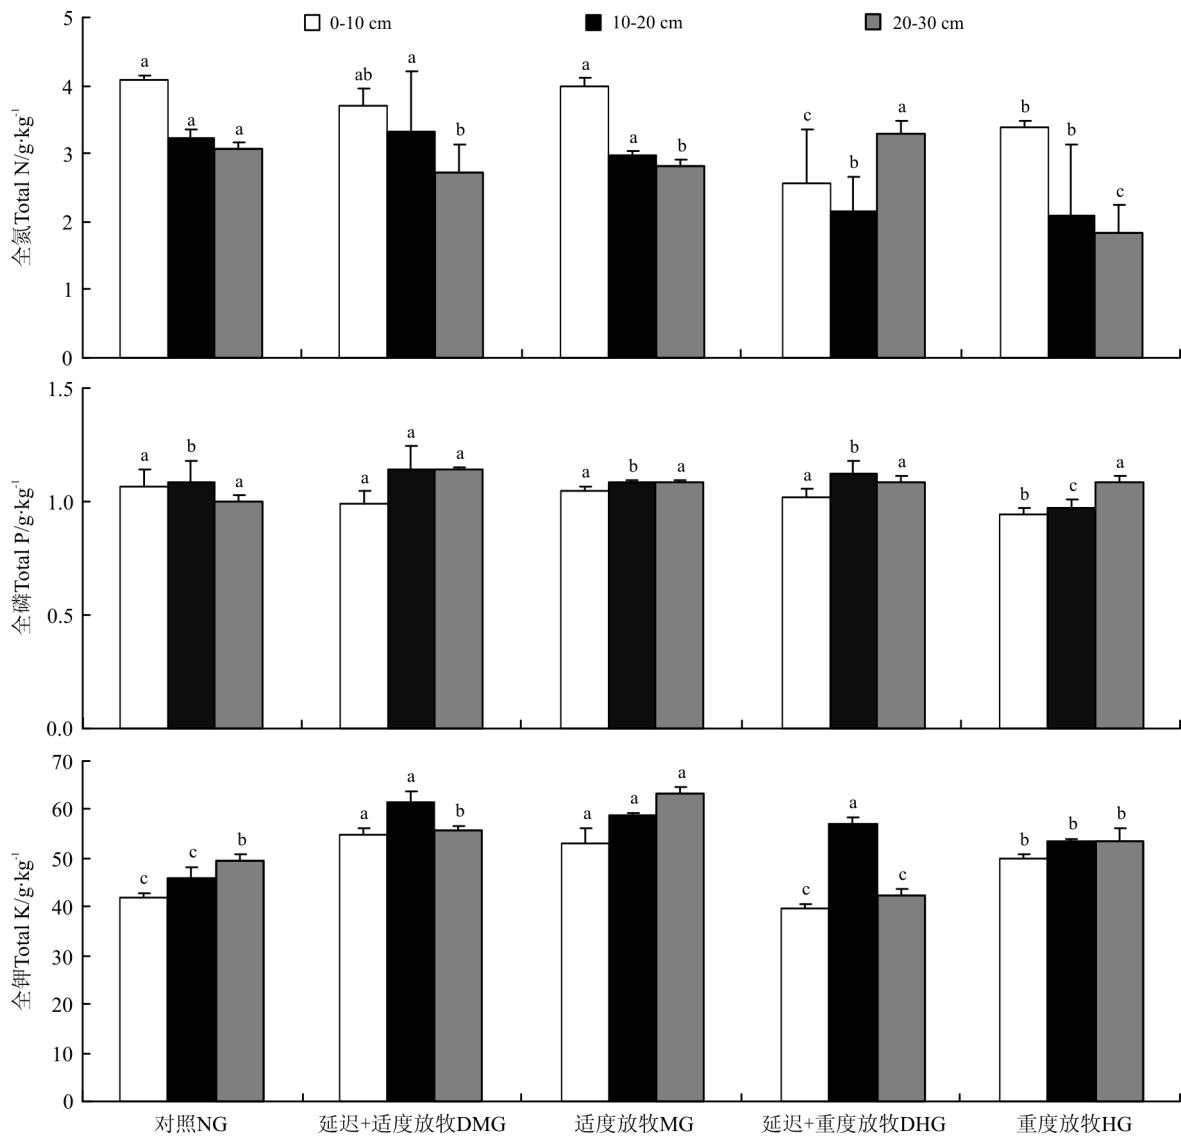 0-10 cm 10-20 cm 20-30 cm
全氮Total N/g·kg-1
5
4
3
2
1
0
a a a
ab a b
a a b
c b a
b b c
全磷Total P/g·kg-1
1.5
1.0
0.5
0.0
a b a
a a a
a b a
a b a
b c a
全钾Total K/g·kg-1
70
60
50
40
30
20
10
0
c c b
a a b
a a a
c a c
b b b
对照NG 延迟+适度放牧DMG 适度放牧MG 延迟+重度放牧DHG 重度放牧HG